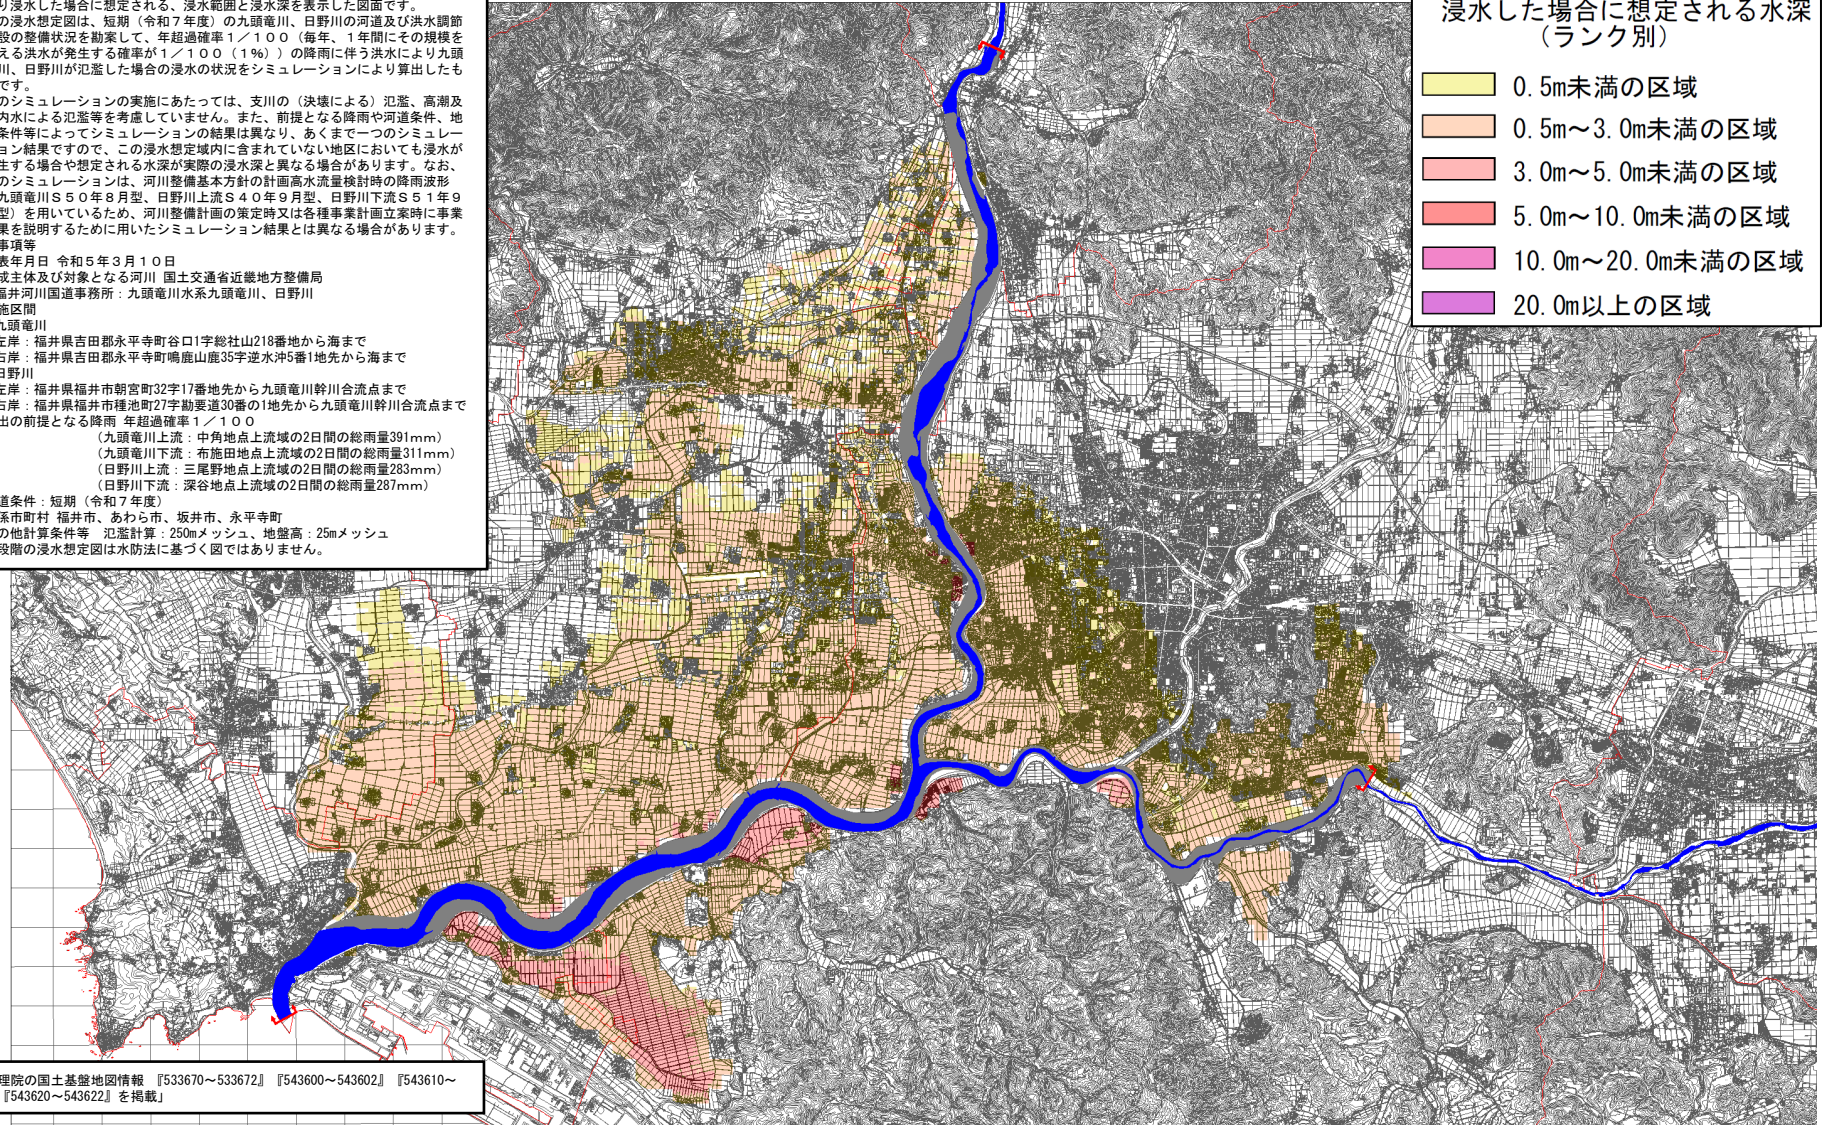 り浸水した場合に想定される、浸水範囲と浸水深を表示した図面です。
の浸水想定図は、短期（令和７年度）の九頭竜川、日野川の河道及び洪水調節
設の整備状況を勘案して、年超過確率１／１００（毎年、１年間にその規模を
える洪水が発生する確率が１／１００（１％））の降雨に伴う洪水により九頭
川、日野川が氾濫した場合の浸水の状況をシミュレーションにより算出したも
です。
のシミュレーションの実施にあたっては、支川の（決壊による）氾濫、高潮及
内水による氾濫等を考慮していません。また、前提となる降雨や河道条件、地
条件等によってシミュレーションの結果は異なり、あくまで一つのシミュレー
ョン結果ですので、この浸水想定域内に含まれていない地区においても浸水が
生する場合や想定される水深が実際の浸水深と異なる場合があります。なお、
のシミュレーションは、河川整備基本方針の計画高水流量検討時の降雨波形
九頭竜川Ｓ５０年８月型、日野川上流Ｓ４０年９月型、日野川下流Ｓ５１年９
型）を用いているため、河川整備計画の策定時又は各種事業計画立案時に事業
果を説明するために用いたシミュレーション結果とは異なる場合があります。
事項等
表年月日 令和５年３月１０日
成主体及び対象となる河川 国土交通省近畿地方整備局
福井河川国道事務所：九頭竜川水系九頭竜川、日野川
施区間
九頭竜川
左岸：福井県吉田郡永平寺町谷口1字総社山218番地から海まで
右岸：福井県吉田郡永平寺町鳴鹿山鹿35字逆水沖5番1地先から海まで
日野川
左岸：福井県福井市朝宮町32字17番地先から九頭竜川幹川合流点まで
右岸：福井県福井市種池町27字勘要道30番の1地先から九頭竜川幹川合流点まで
出の前提となる降雨 年超過確率１／１００
（九頭竜川上流：中角地点上流域の2日間の総雨量391mm）
（九頭竜川下流：布施田地点上流域の2日間の総雨量311mm）
（日野川上流：三尾野地点上流域の2日間の総雨量283mm）
（日野川下流：深谷地点上流域の2日間の総雨量287mm）
道条件：短期（令和７年度）
係市町村 福井市、あわら市、坂井市、永平寺町
の他計算条件等　氾濫計算：250mメッシュ、地盤高：25mメッシュ
段階の浸水想定図は水防法に基づく図ではありません。
浸水した場合に想定される水深
（ランク別）
0.5m未満の区域
0.5m～3.0m未満の区域
3.0m～5.0m未満の区域
5.0m～10.0m未満の区域
10.0m～20.0m未満の区域
20.0m以上の区域
理院の国土基盤地図情報　『533670～533672』『543600～543602』『543610～
『543620～543622』を掲載」